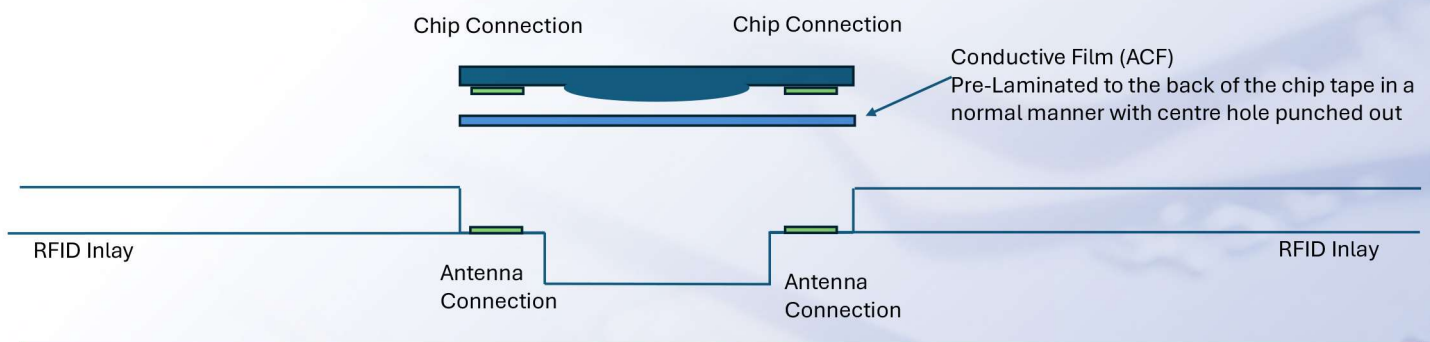 Chip Connection
Chip Connection
Conductive Film (ACF)
Pre-Laminated to the back of the chip tape in a
normal manner with centre hole punched out
RFID Inlay
RFID Inlay
Antenna
Connection
Antenna
Connection